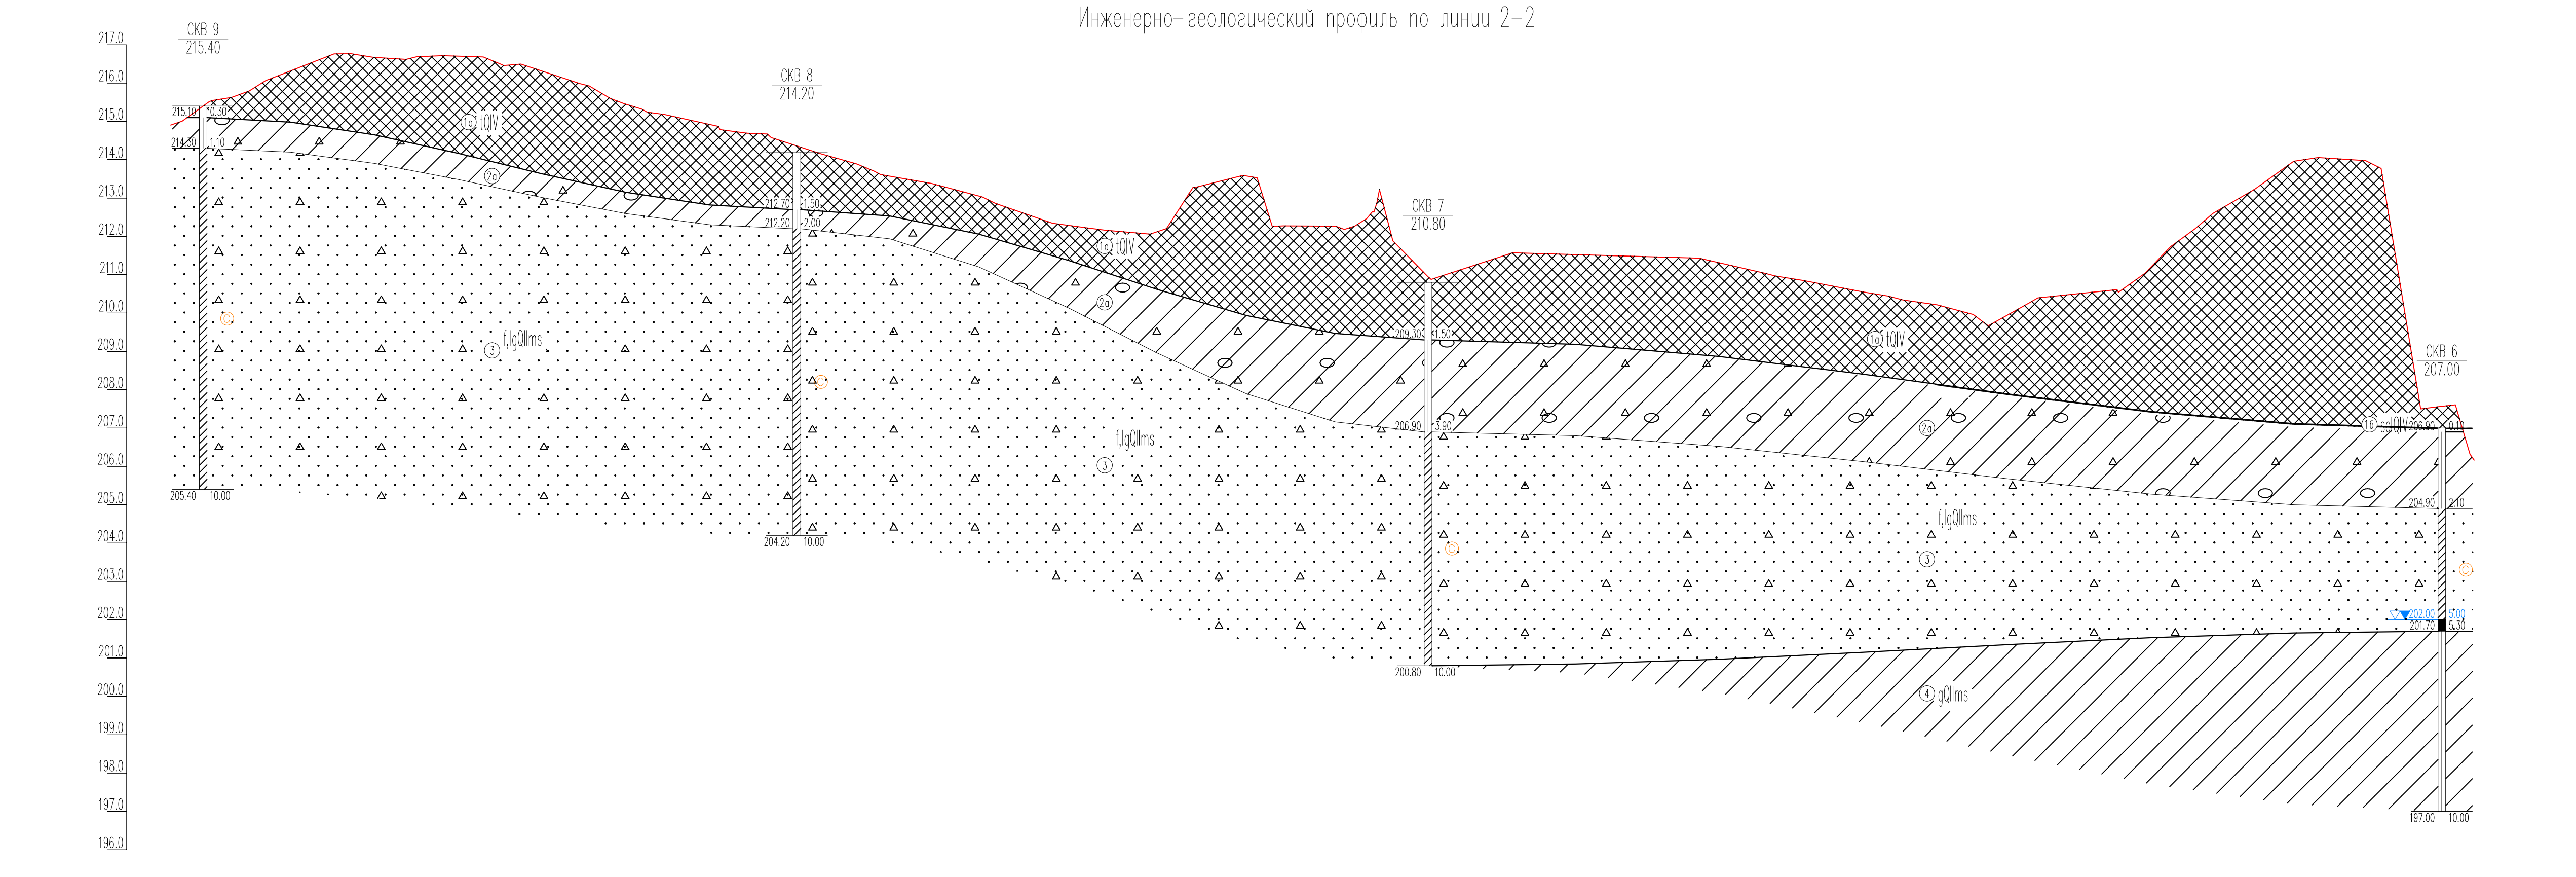 Инженерно-геологический профиль по линии 2-2
СКВ 9
215.40
СКВ 8
214.20
СКВ 7
210.80
СКВ 6
207.00
217.0
216.0
215.0
214.0
213.0
212.0
211.0
210.0
209.0
208.0
207.0
206.0
205.0
204.0
203.0
202.0
201.0
200.0
199.0
198.0
197.0
196.0
215.10 0.30
214.30 1.10
205.40 10.00
1а tQIV
2а
3 f,lgQIIms
C
212.70 1.50
212.20 2.00
204.20 10.00
C
1а tQIV
2а
f,lgQIIms
3
209.30 1.50
206.90 3.90
200.80 10.00
C
1а tQIV
2а
f,lgQIIms
3
4 gQIIms
1б solQIV 206.90 0.10
204.90 2.10
C
202.00 5.00
201.70 5.30
197.00 10.00